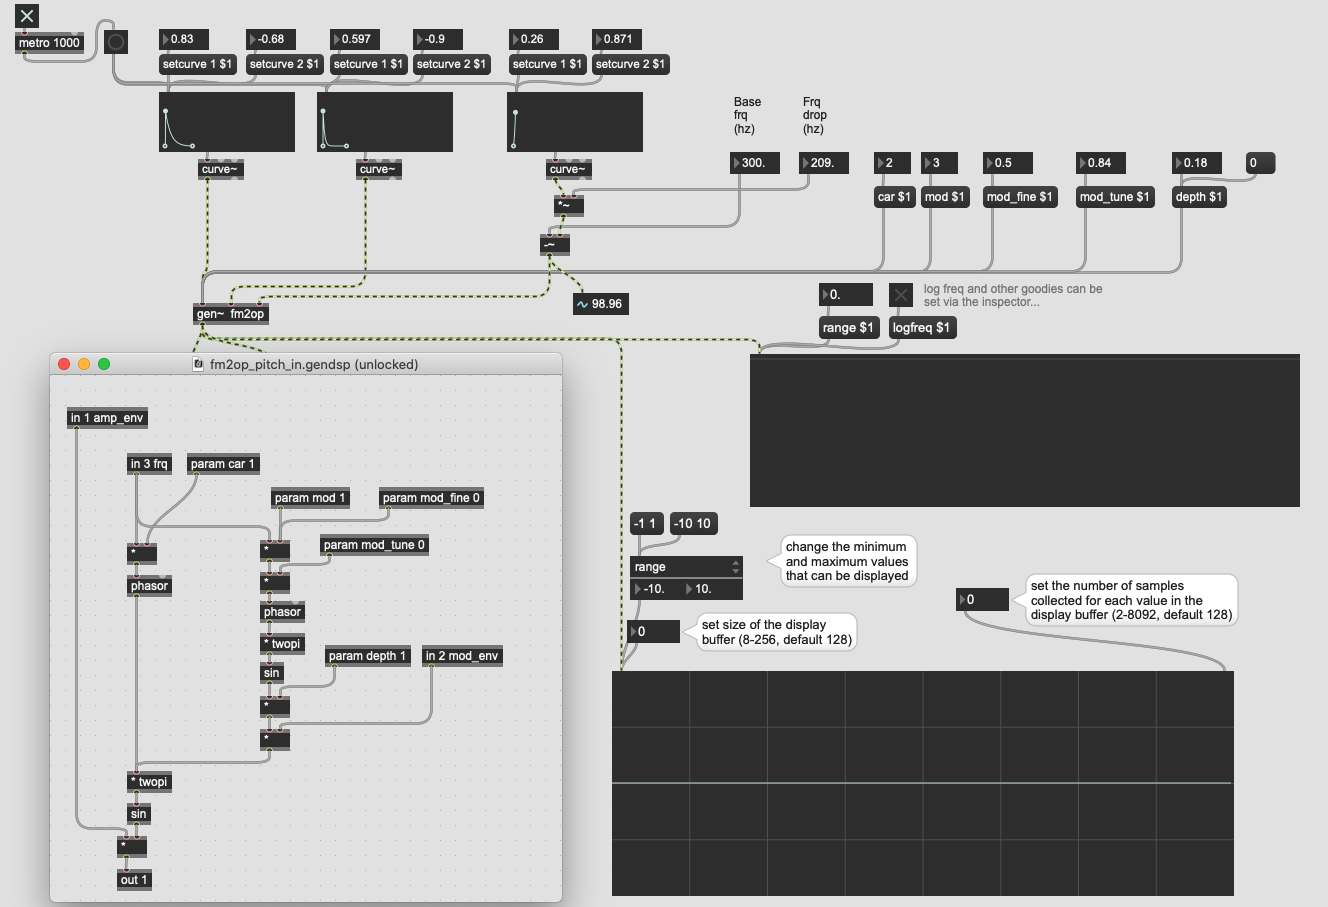 metro 1000
0.83
-0.68
0.597
-0.9
0.26
0.871
setcurve 1 $1
setcurve 2 $1
setcurve 1 $1
setcurve 2 $1
setcurve 1 $1
setcurve 2 $1
Base
frq
(hz)
Frq
drop
(hz)
300.
209.
2
3
0.5
0.84
0.18
0
curve~
curve~
curve~
car $1
mod $1
mod_fine $1
mod_tune $1
depth $1
*~
-~
98.96
gen~ fm2op
0.
log freq and other goodies can be
set via the inspector...
range $1
logfreq $1
fm2op_pitch_in.gendsp (unlocked)
in 1 amp_env
in 3 frq
param car 1
param mod 1
param mod_fine 0
param mod_tune 0
*
*
*
phasor
phasor
* twopi
sin
param depth 1
in 2 mod_env
*
*
* twopi
sin
*
out 1
-1 1
-10 10
range
-10.
10.
change the minimum
and maximum values
that can be displayed
0
set size of the display
buffer (8-256, default 128)
0
set the number of samples
collected for each value in the
display buffer (2-8092, default 128)